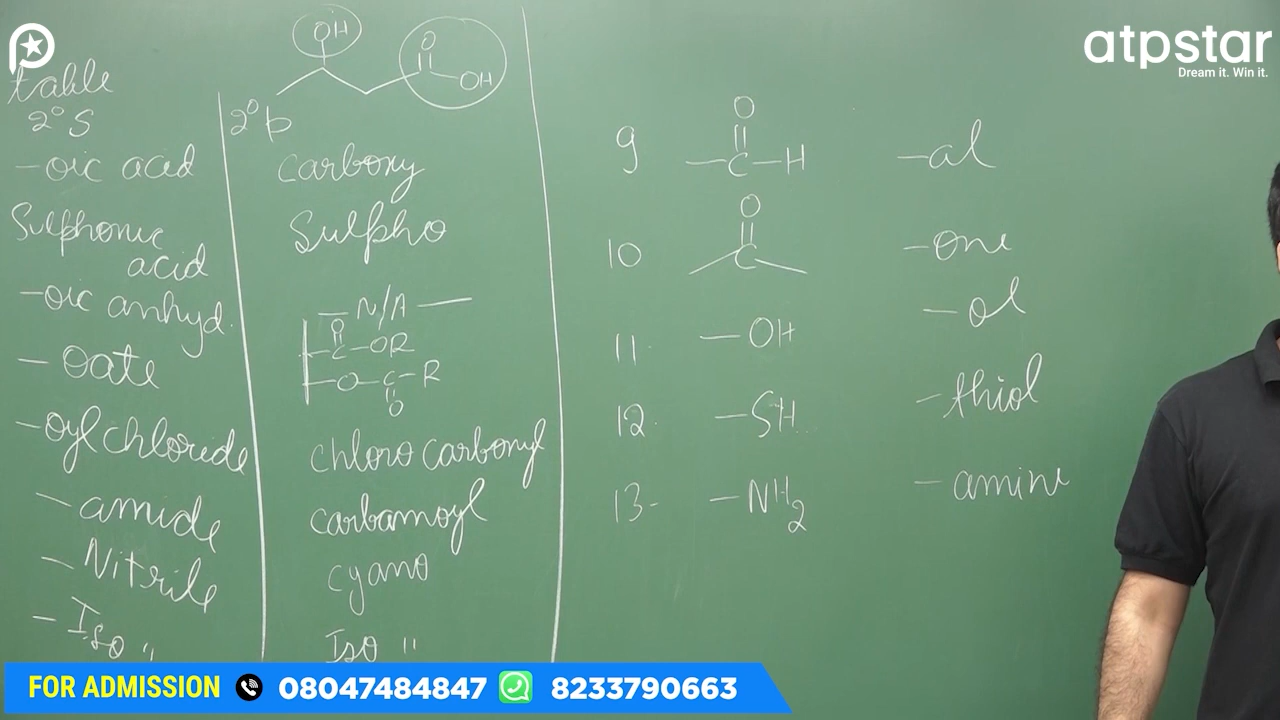 atpstar
Dream it. Win it.
table
2° S
2° p
OH
O
OH
-oic acid
carboxy
Sulphonic
acid
Sulpho
-oic anhyd.
— N/A —
- oate
O
-C-OR
-O-C-R
O
-oyl chloride
chloro carbonyl
- amide
carbamoyl
- Nitrile
cyano
- Iso "
Iso "
9
O
-C-H
-al
10
O
C
-one
11.
-OH
-ol
12.
-SH
-thiol
13-
-NH2
- amine
FOR ADMISSION 08047484847 8233790663